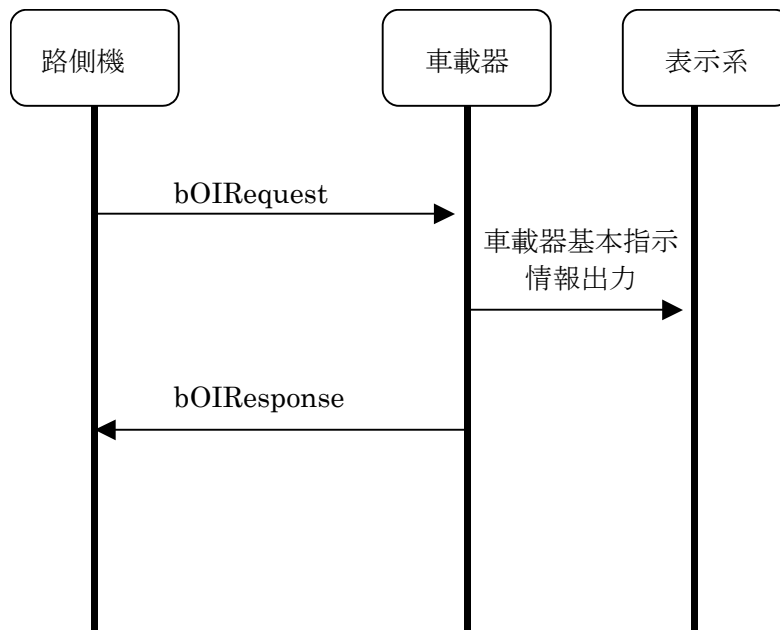 路側機
車載器
表示系
bOIRequest
車載器基本指示
情報出力
bOIResponse